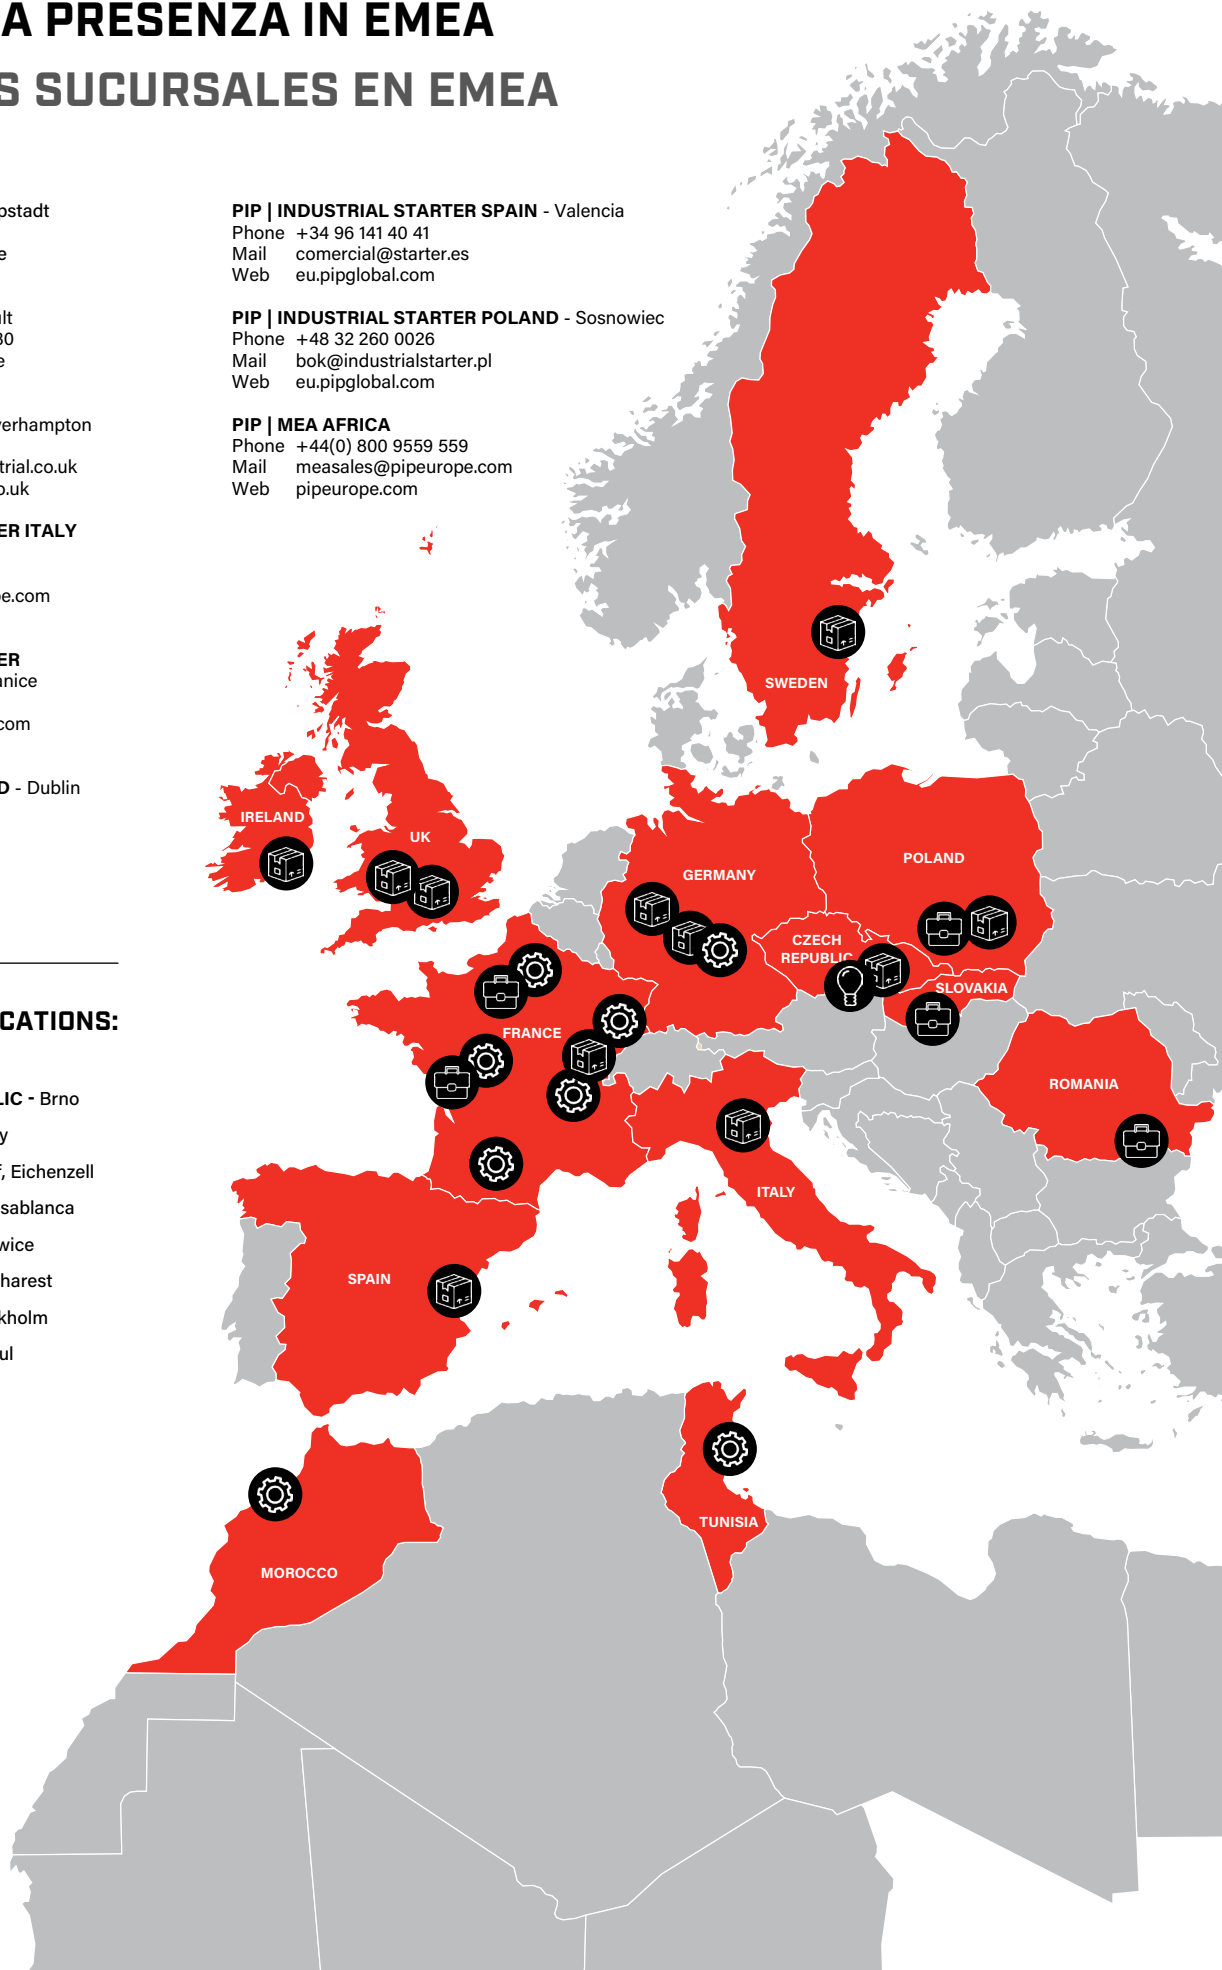 A PRESENZA IN EMEA
S SUCURSALES EN EMEA
pstadt
e
ult
30
e
verhampton
trial.co.uk
o.uk
ER ITALY
e.com
ER
anice
com
D - Dublin
PIP | INDUSTRIAL STARTER SPAIN - Valencia
Phone +34 96 141 40 41
Mail comercial@starter.es
Web eu.pipglobal.com
PIP | INDUSTRIAL STARTER POLAND - Sosnowiec
Phone +48 32 260 0026
Mail bok@industrialstarter.pl
Web eu.pipglobal.com
PIP | MEA AFRICA
Phone +44(0) 800 9559 559
Mail measales@pipeurope.com
Web pipeurope.com
CATIONS:
LIC - Brno
y
, Eichenzell
sablanca
wice
harest
kholm
ul
SWEDEN
IRELAND
UK
GERMANY
POLAND
CZECH
REPUBLIC
SLOVAKIA
FRANCE
ROMANIA
ITALY
SPAIN
TUNISIA
MOROCCO